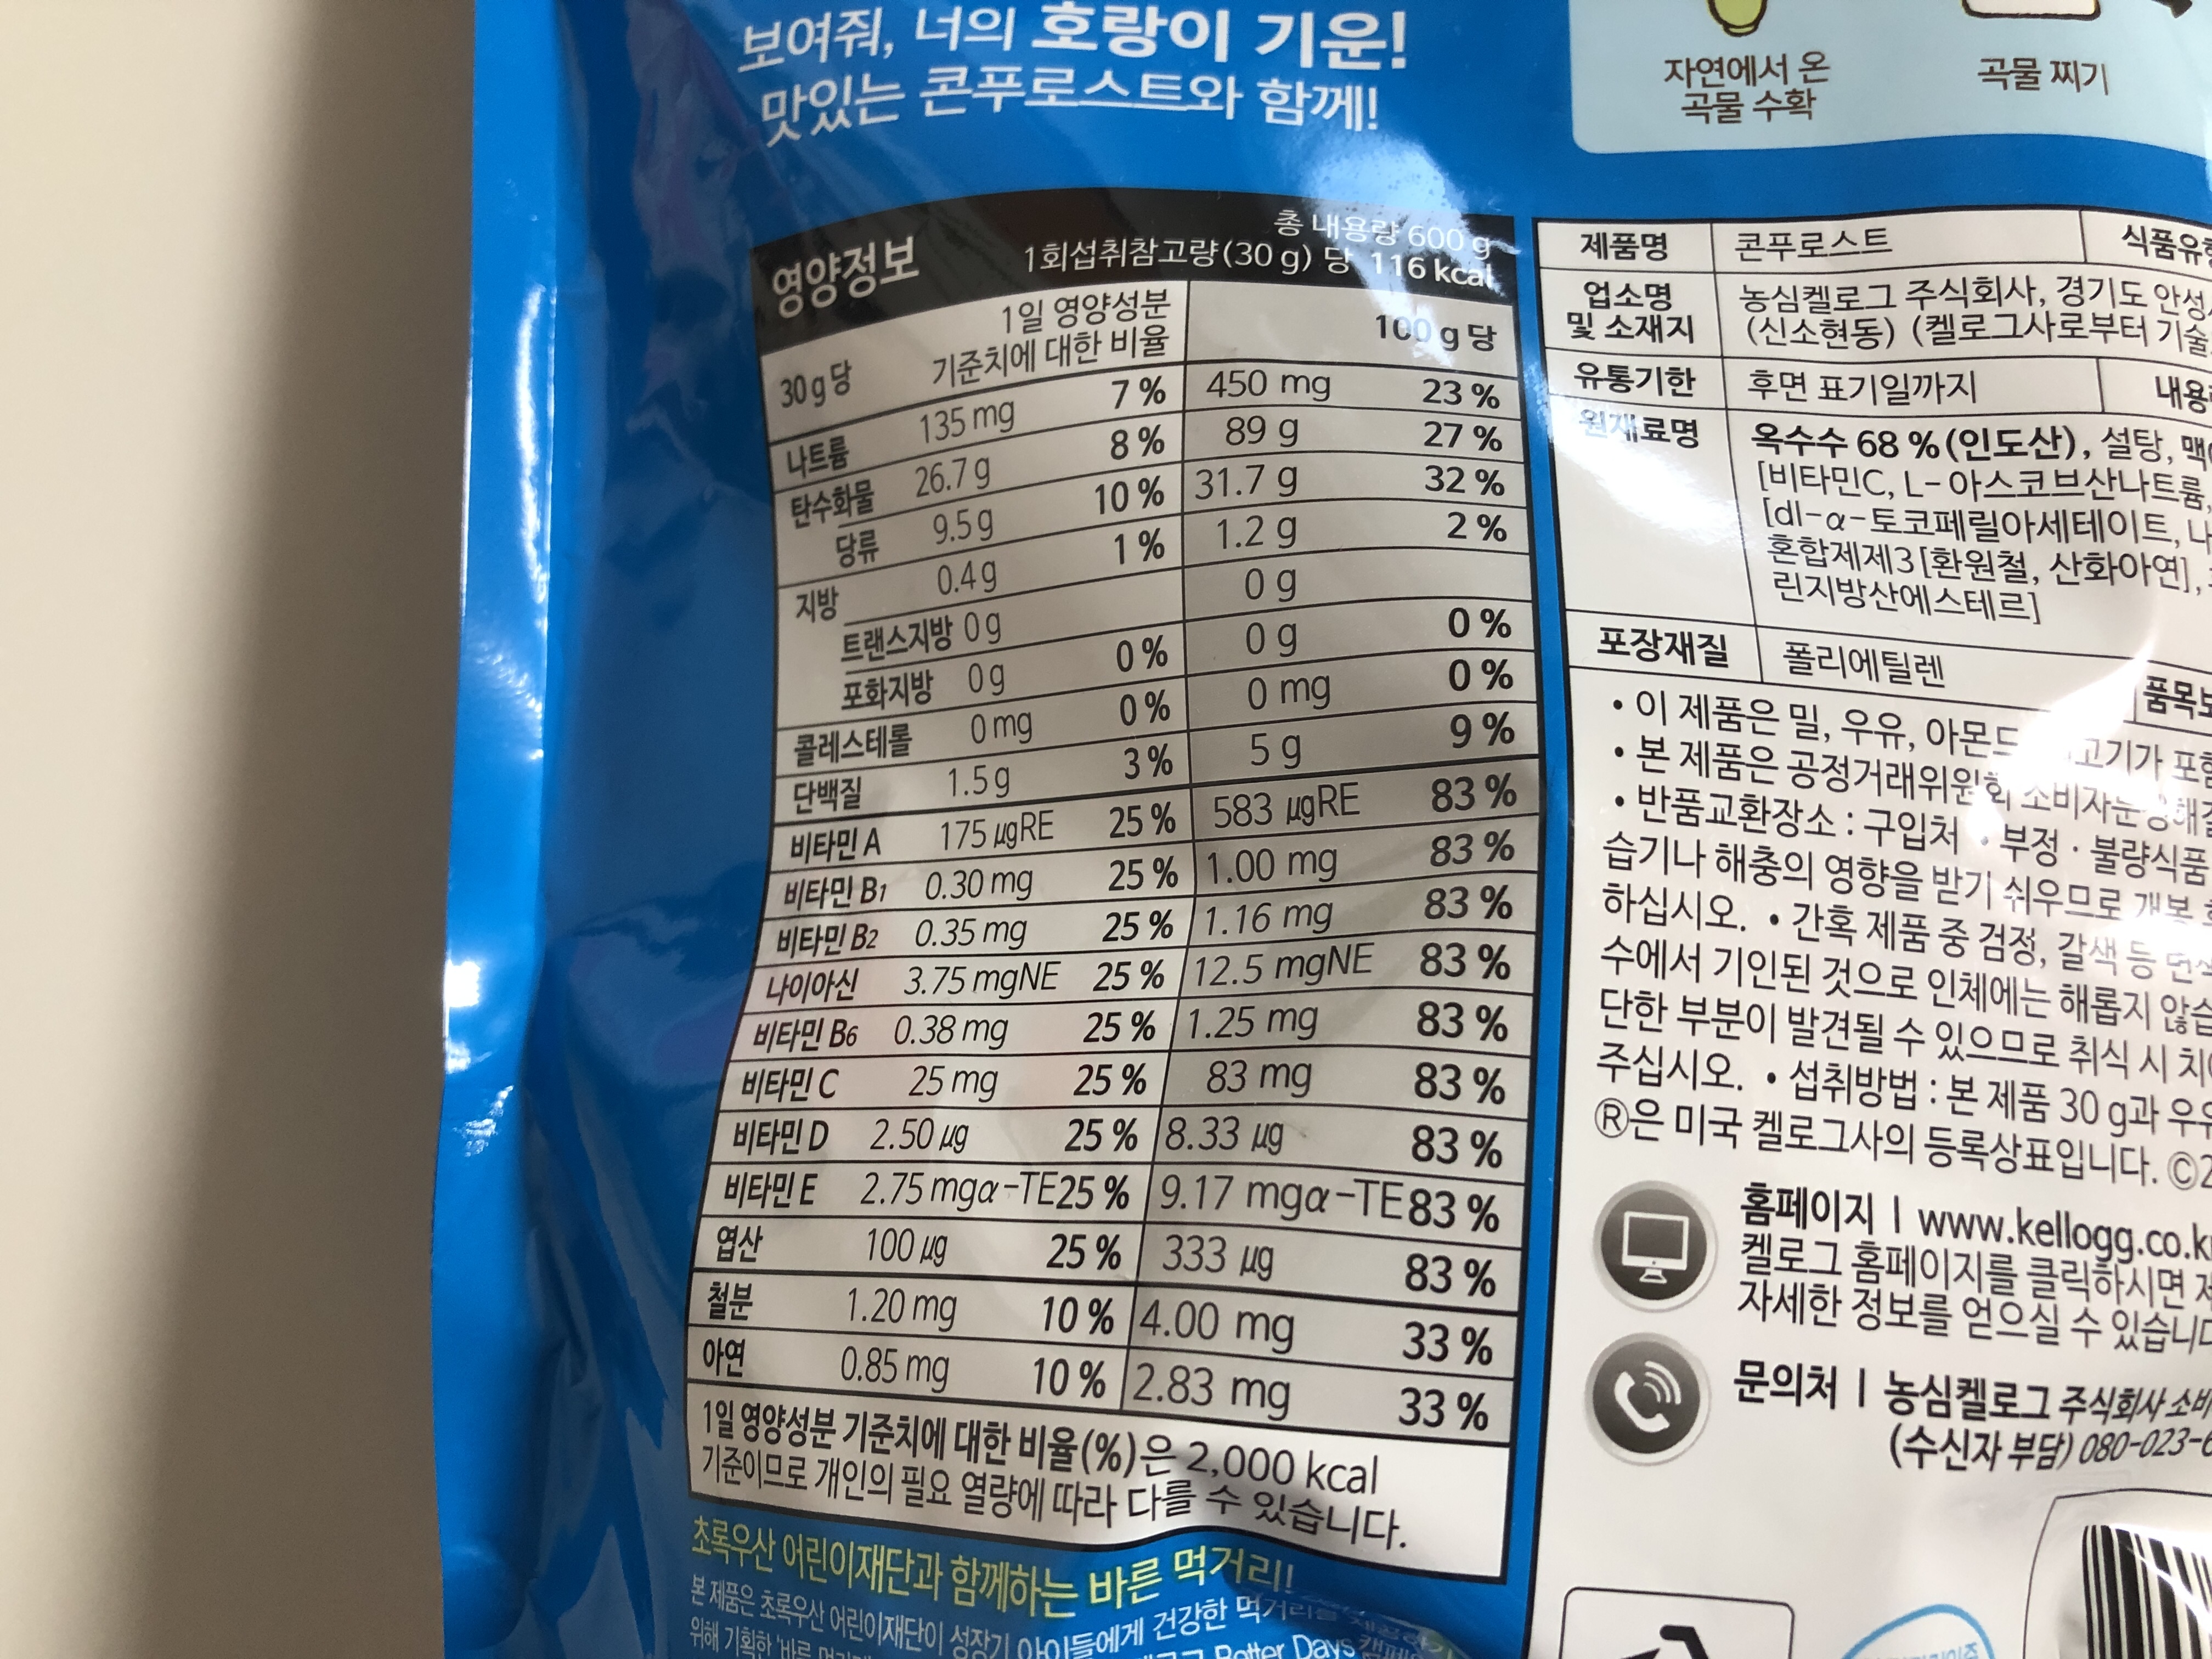 보여줘, 너의 호랑이 기운!
맛있는 콘푸로스트와 함께!
자연에서 온
곡물 수확
곡물 찌기
영양정보
총 내용량 600 g
1회섭취참고량(30 g) 당 116 kcal
30 g 당 1일 영양성분 기준치에 대한 비율 100 g 당
나트륨 135 mg 7 % 450 mg 23 %
탄수화물 26.7 g 8 % 89 g 27 %
당류 9.5 g 10 % 31.7 g 32 %
지방 0.4 g 1 % 1.2 g 2 %
트랜스지방 0 g 0 g
포화지방 0 g 0 % 0 g 0 %
콜레스테롤 0 mg 0 % 0 mg 0 %
단백질 1.5 g 3 % 5 g 9 %
비타민 A 175 μgRE 25 % 583 μgRE 83 %
비타민 B1 0.30 mg 25 % 1.00 mg 83 %
비타민 B2 0.35 mg 25 % 1.16 mg 83 %
나이아신 3.75 mgNE 25 % 12.5 mgNE 83 %
비타민 B6 0.38 mg 25 % 1.25 mg 83 %
비타민 C 25 mg 25 % 83 mg 83 %
비타민 D 2.50 μg 25 % 8.33 μg 83 %
비타민 E 2.75 mgα-TE 25 % 9.17 mgα-TE 83 %
엽산 100 μg 25 % 333 μg 83 %
철분 1.20 mg 10 % 4.00 mg 33 %
아연 0.85 mg 10 % 2.83 mg 33 %
1일 영양성분 기준치에 대한 비율(%)은 2,000 kcal
기준이므로 개인의 필요 열량에 따라 다를 수 있습니다.
초록우산 어린이재단과 함께하는 바른 먹거리!
본 제품은 초록우산 어린이재단이 성장기 아이들에게 건강한 먹거리를
위해 기획한 Better Days
제품명 콘푸로스트
업소명 및 소재지 농심켈로그 주식회사, 경기도 안성
(신소현동) (켈로그사로부터 기술
유통기한 후면 표기일까지
원재료명 옥수수 68 % (인도산), 설탕,
[비타민C, L-아스코브산나트륨,
[dl-α-토코페릴아세테이트,
혼합제제3[환원철, 산화아연],
린지방산에스테르]
포장재질 폴리에틸렌
• 이 제품은 밀, 우유, 아몬드
• 본 제품은 공정거래위원회
• 반품교환장소 : 구입처 • 부정 · 불량식품
습기나 해충의 영향을 받기 쉬우므로 개봉
하십시오. • 간혹 제품 중 검정, 갈색 등
수에서 기인된 것으로 인체에는 해롭지 않습
단한 부분이 발견될 수 있으므로 취식 시
주십시오. • 섭취방법 : 본 제품 30 g과
®은 미국 켈로그사의 등록상표입니다. ©
홈페이지 | www.kellogg.co.k
켈로그 홈페이지를 클릭하시면
자세한 정보를 얻으실 수 있습니다
문의처 | 농심켈로그 주식회사
(수신자 부담) 080-023-